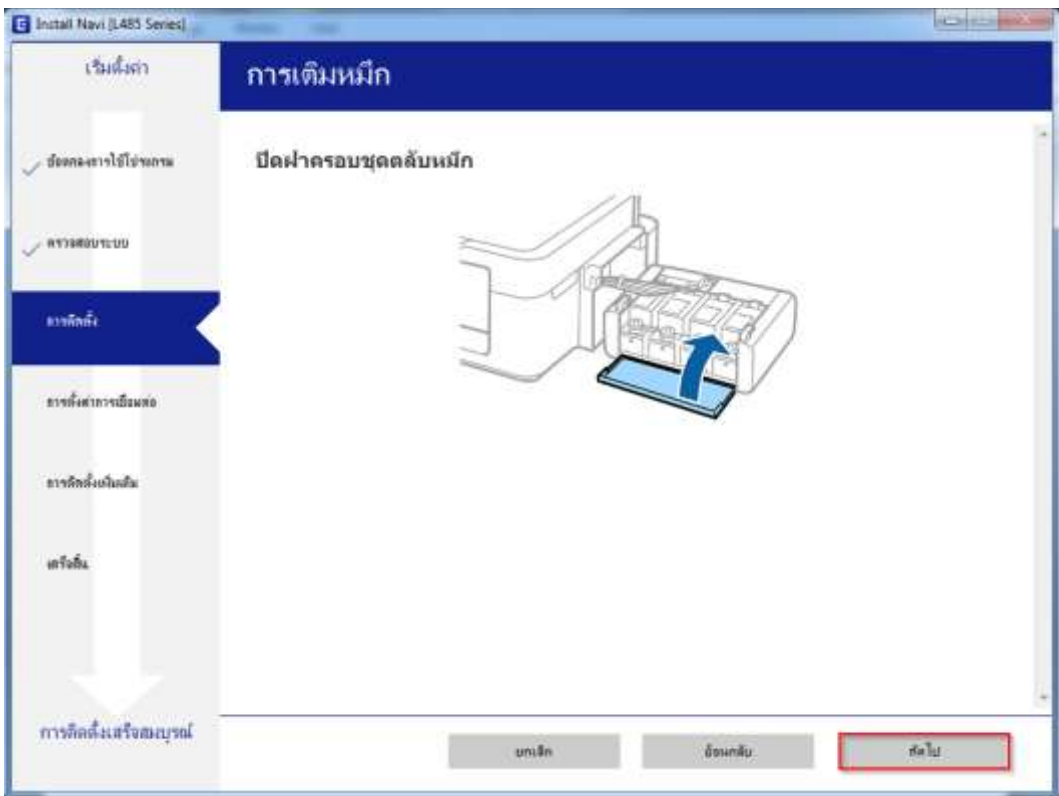 Install Navi [L485 Series]
เริ่มตั้งค่า
การเติมหมึก
ข้อตกลงการใช้โปรแกรม
ปิดฝาครอบชุดตลับหมึก
ตรวจสอบระบบ
การติดตั้ง
การตั้งค่าการเชื่อมต่อ
การติดตั้งเพิ่มเติม
เสร็จสิ้น
การติดตั้งเสร็จสมบูรณ์
ยกเลิก
ย้อนกลับ
ถัดไป